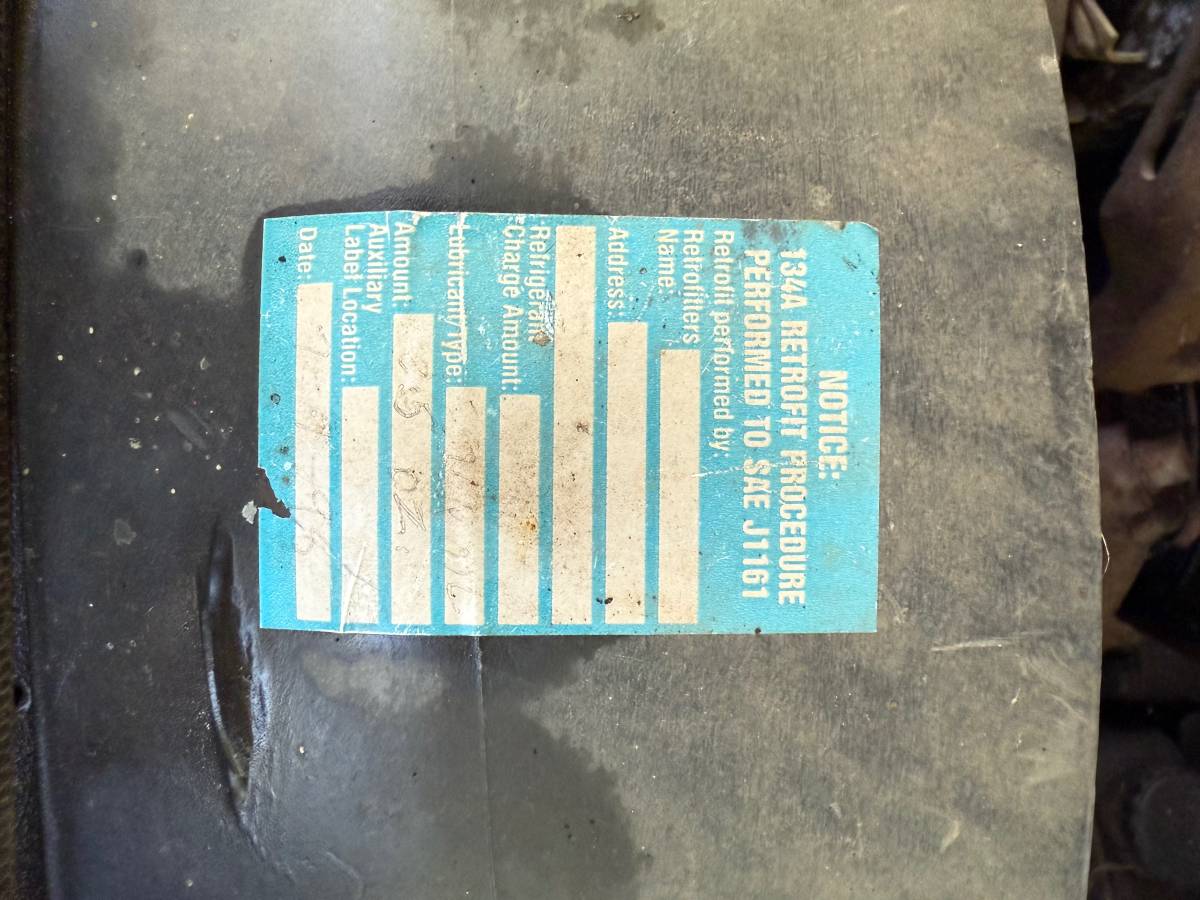 NOTICE:
134A RETROFIT PROCEDURE
PERFORMED TO SAE J1161
Retrofit performed by
Retrofitters
Name:
Address:
Refrigerant
Charge Amount:
Lubricant Type:
Amount: oz.
Auxiliary
Label Location:
Date: